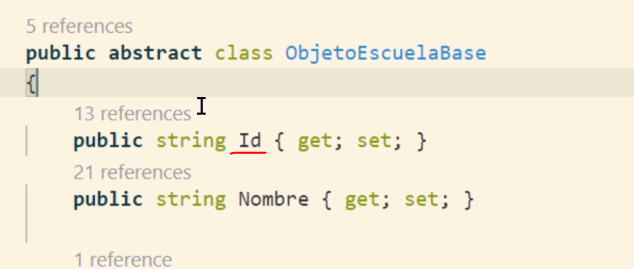 5 references
public abstract class ObjetoEscuelaBase
{
13 references
public string Id { get; set; }
21 references
public string Nombre { get; set; }
1 reference